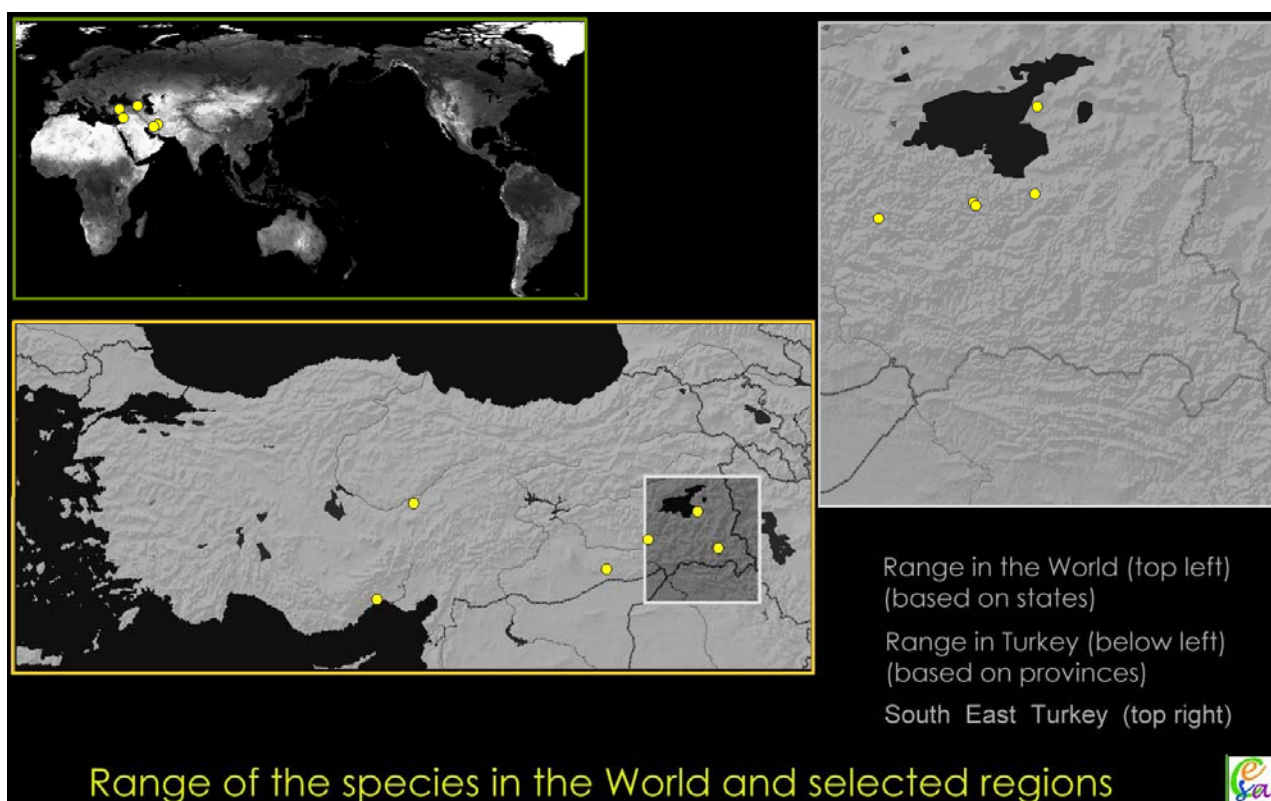 Range in the World (top left)
(based on states)
Range in Turkey (below left)
(based on provinces)
South East Turkey (top right)
Range of the species in the World and selected regions
Cesa